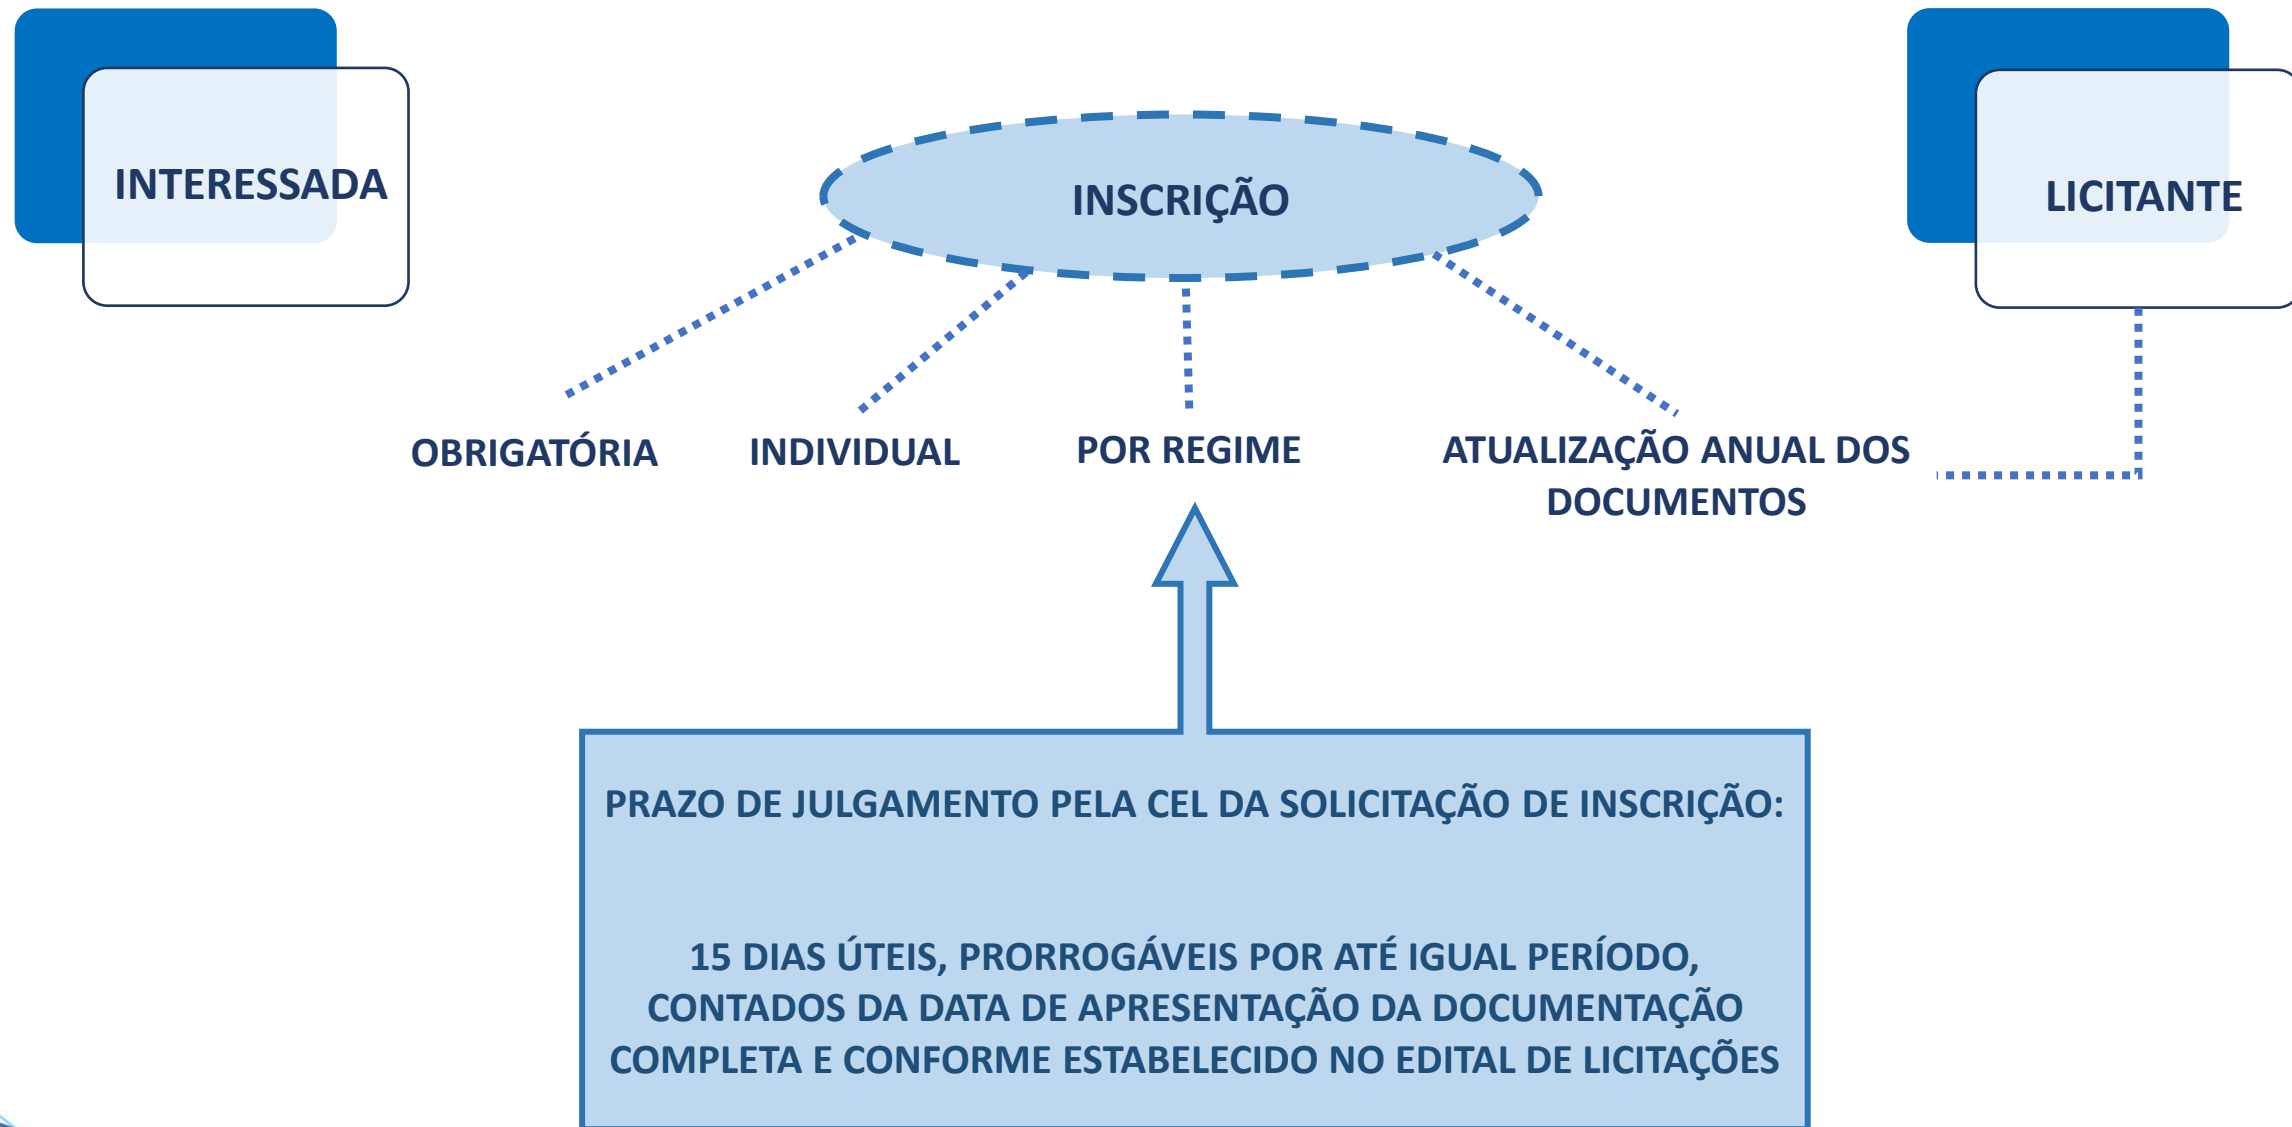 INTERESSADA
INSCRIÇÃO
LICITANTE
OBRIGATÓRIA
INDIVIDUAL
POR REGIME
ATUALIZAÇÃO ANUAL DOS
DOCUMENTOS
PRAZO DE JULGAMENTO PELA CEL DA SOLICITAÇÃO DE INSCRIÇÃO:
15 DIAS ÚTEIS, PRORROGÁVEIS POR ATÉ IGUAL PERÍODO,
CONTADOS DA DATA DE APRESENTAÇÃO DA DOCUMENTAÇÃO
COMPLETA E CONFORME ESTABELECIDO NO EDITAL DE LICITAÇÕES